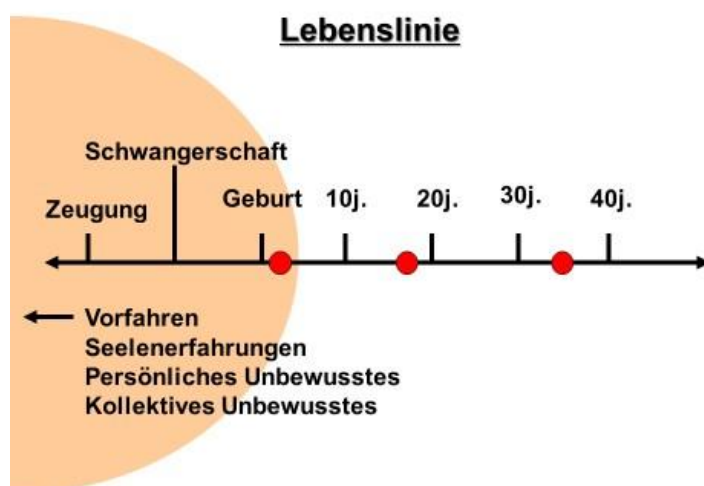 Lebenslinie
Schwangerschaft
Zeugung
Geburt
10j.
20j.
30j.
40j.
Vorfahren
Seelenerfahrungen
Persönliches Unbewusstes
Kollektives Unbewusstes